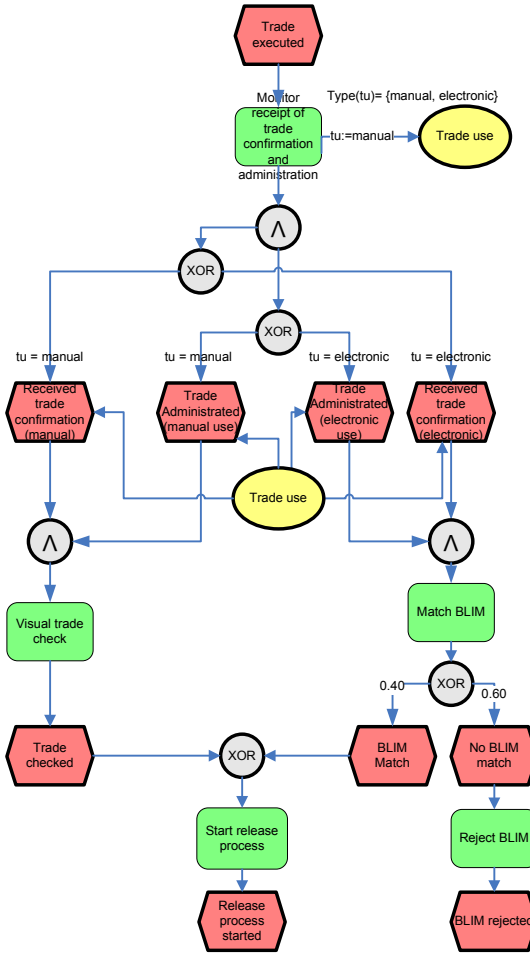 Trade
executed
Type(tu)= {manual, electronic}
Monitor
receipt of
trade
confirmation
and
administration
tu:=manual
Trade use
Λ
XOR
XOR
tu = manual
tu = manual
tu = electronic
tu = electronic
Received
trade
confirmation
(manual)
Trade
Administrated
(manual use)
Trade
Administrated
(electronic
use)
Received
trade
confirmation
(electronic)
Trade use
Λ
Λ
Visual trade
check
Match BLIM
XOR
0.40
0.60
Trade
checked
XOR
BLIM
Match
No BLIM
match
Start release
process
Reject BLIM
Release
process
started
BLIM rejected